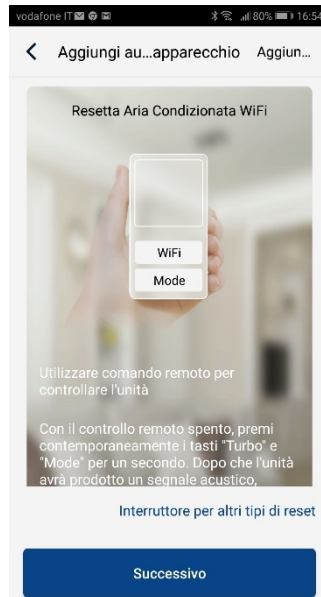 vodafone IT 80% 16:54
Aggiungi au...apparecchio Aggiun...
Resetta Aria Condizionata WiFi
WiFi
Mode
Utilizzare comando remoto per
controllare l'unità
Con il controllo remoto spento, premi
contemporaneamente i tasti "Turbo" e
"Mode" per un secondo. Dopo che l'unità
avrà prodotto un segnale acustico,
Interruttore per altri tipi di reset
Successivo